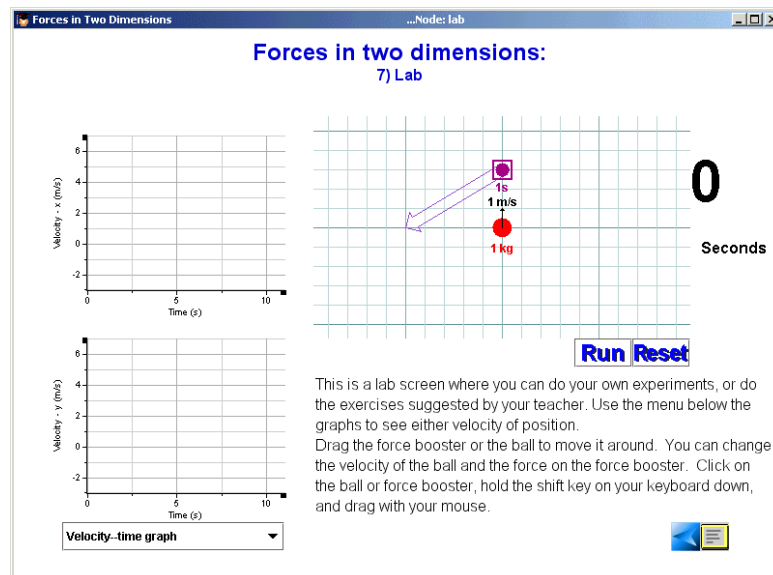 Forces in Two Dimensions ...Node: lab
Forces in two dimensions:
7) Lab
6
4
2
0
-2
Velocity - x (m/s)
0 5 10
Time (s)
1s
1 m/s
1 kg
0
Seconds
6
4
2
0
-2
Velocity - y (m/s)
0 5 10
Time (s)
Velocity--time graph
Run Reset
This is a lab screen where you can do your own experiments, or do
the exercises suggested by your teacher. Use the menu below the
graphs to see either velocity of position.
Drag the force booster or the ball to move it around. You can change
the velocity of the ball and the force on the force booster. Click on
the ball or force booster, hold the shift key on your keyboard down,
and drag with your mouse.